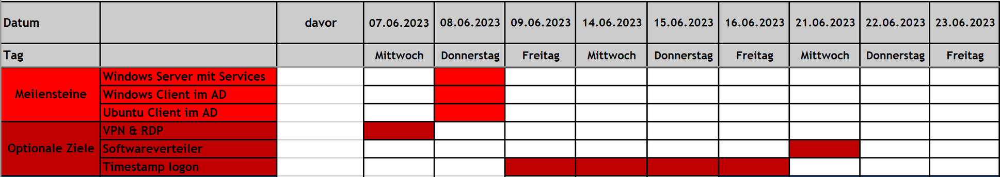 Datum davor 07.06.2023 08.06.2023 09.06.2023 14.06.2023 15.06.2023 16.06.2023 21.06.2023 22.06.2023 23.06.2023
Tag Mittwoch Donnerstag Freitag Mittwoch Donnerstag Freitag Mittwoch Donnerstag Freitag
Meilensteine
Windows Server mit Services
Windows Client im AD
Ubuntu Client im AD
Optionale Ziele
VPN & RDP
Softwareverteiler
Timestamp logon